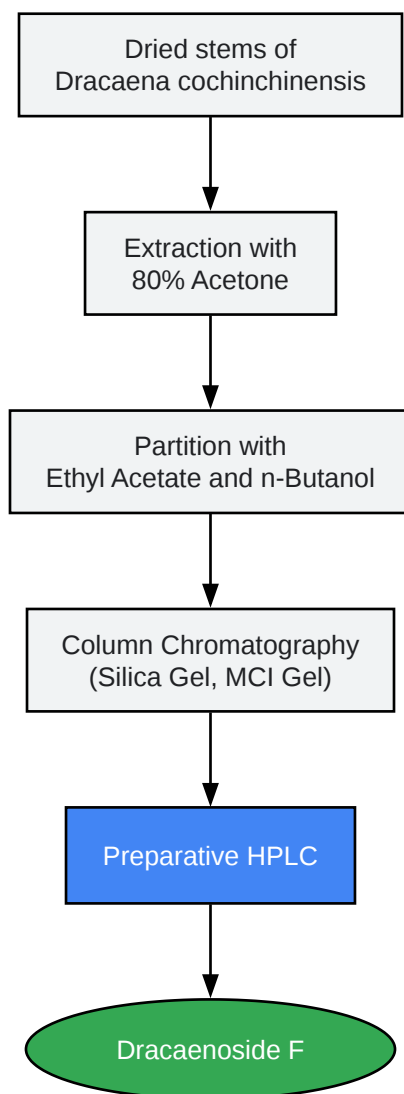 Dried stems of
Dracaena cochinchinensis
Extraction with
80% Acetone
Partition with
Ethyl Acetate and n-Butanol
Column Chromatography
(Silica Gel, MCI Gel)
Preparative HPLC
Dracaenoside F